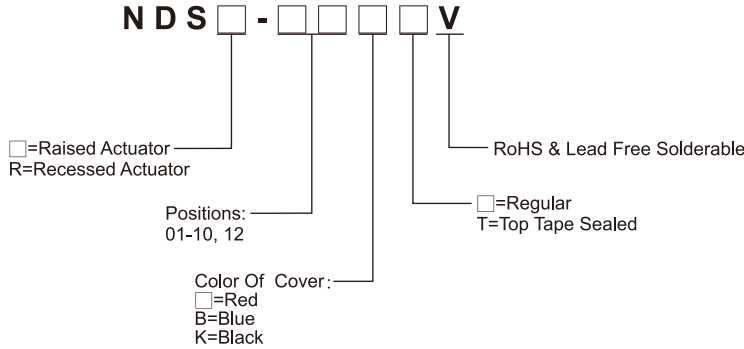 NDS□-□□□□V
□=Raised Actuator
R=Recessed Actuator
RoHS & Lead Free Solderable
Positions:
01-10, 12
□=Regular
T=Top Tape Sealed
Color Of Cover:
□=Red
B=Blue
K=Black